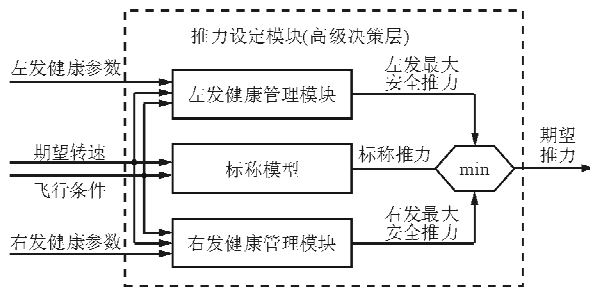 推力设定模块(高级决策层)
左发健康参数
左发健康管理模块
左发最大
安全推力
期望转速
飞行条件
标称模型
标称推力
min
期望
推力
右发健康参数
右发健康管理模块
右发最大
安全推力